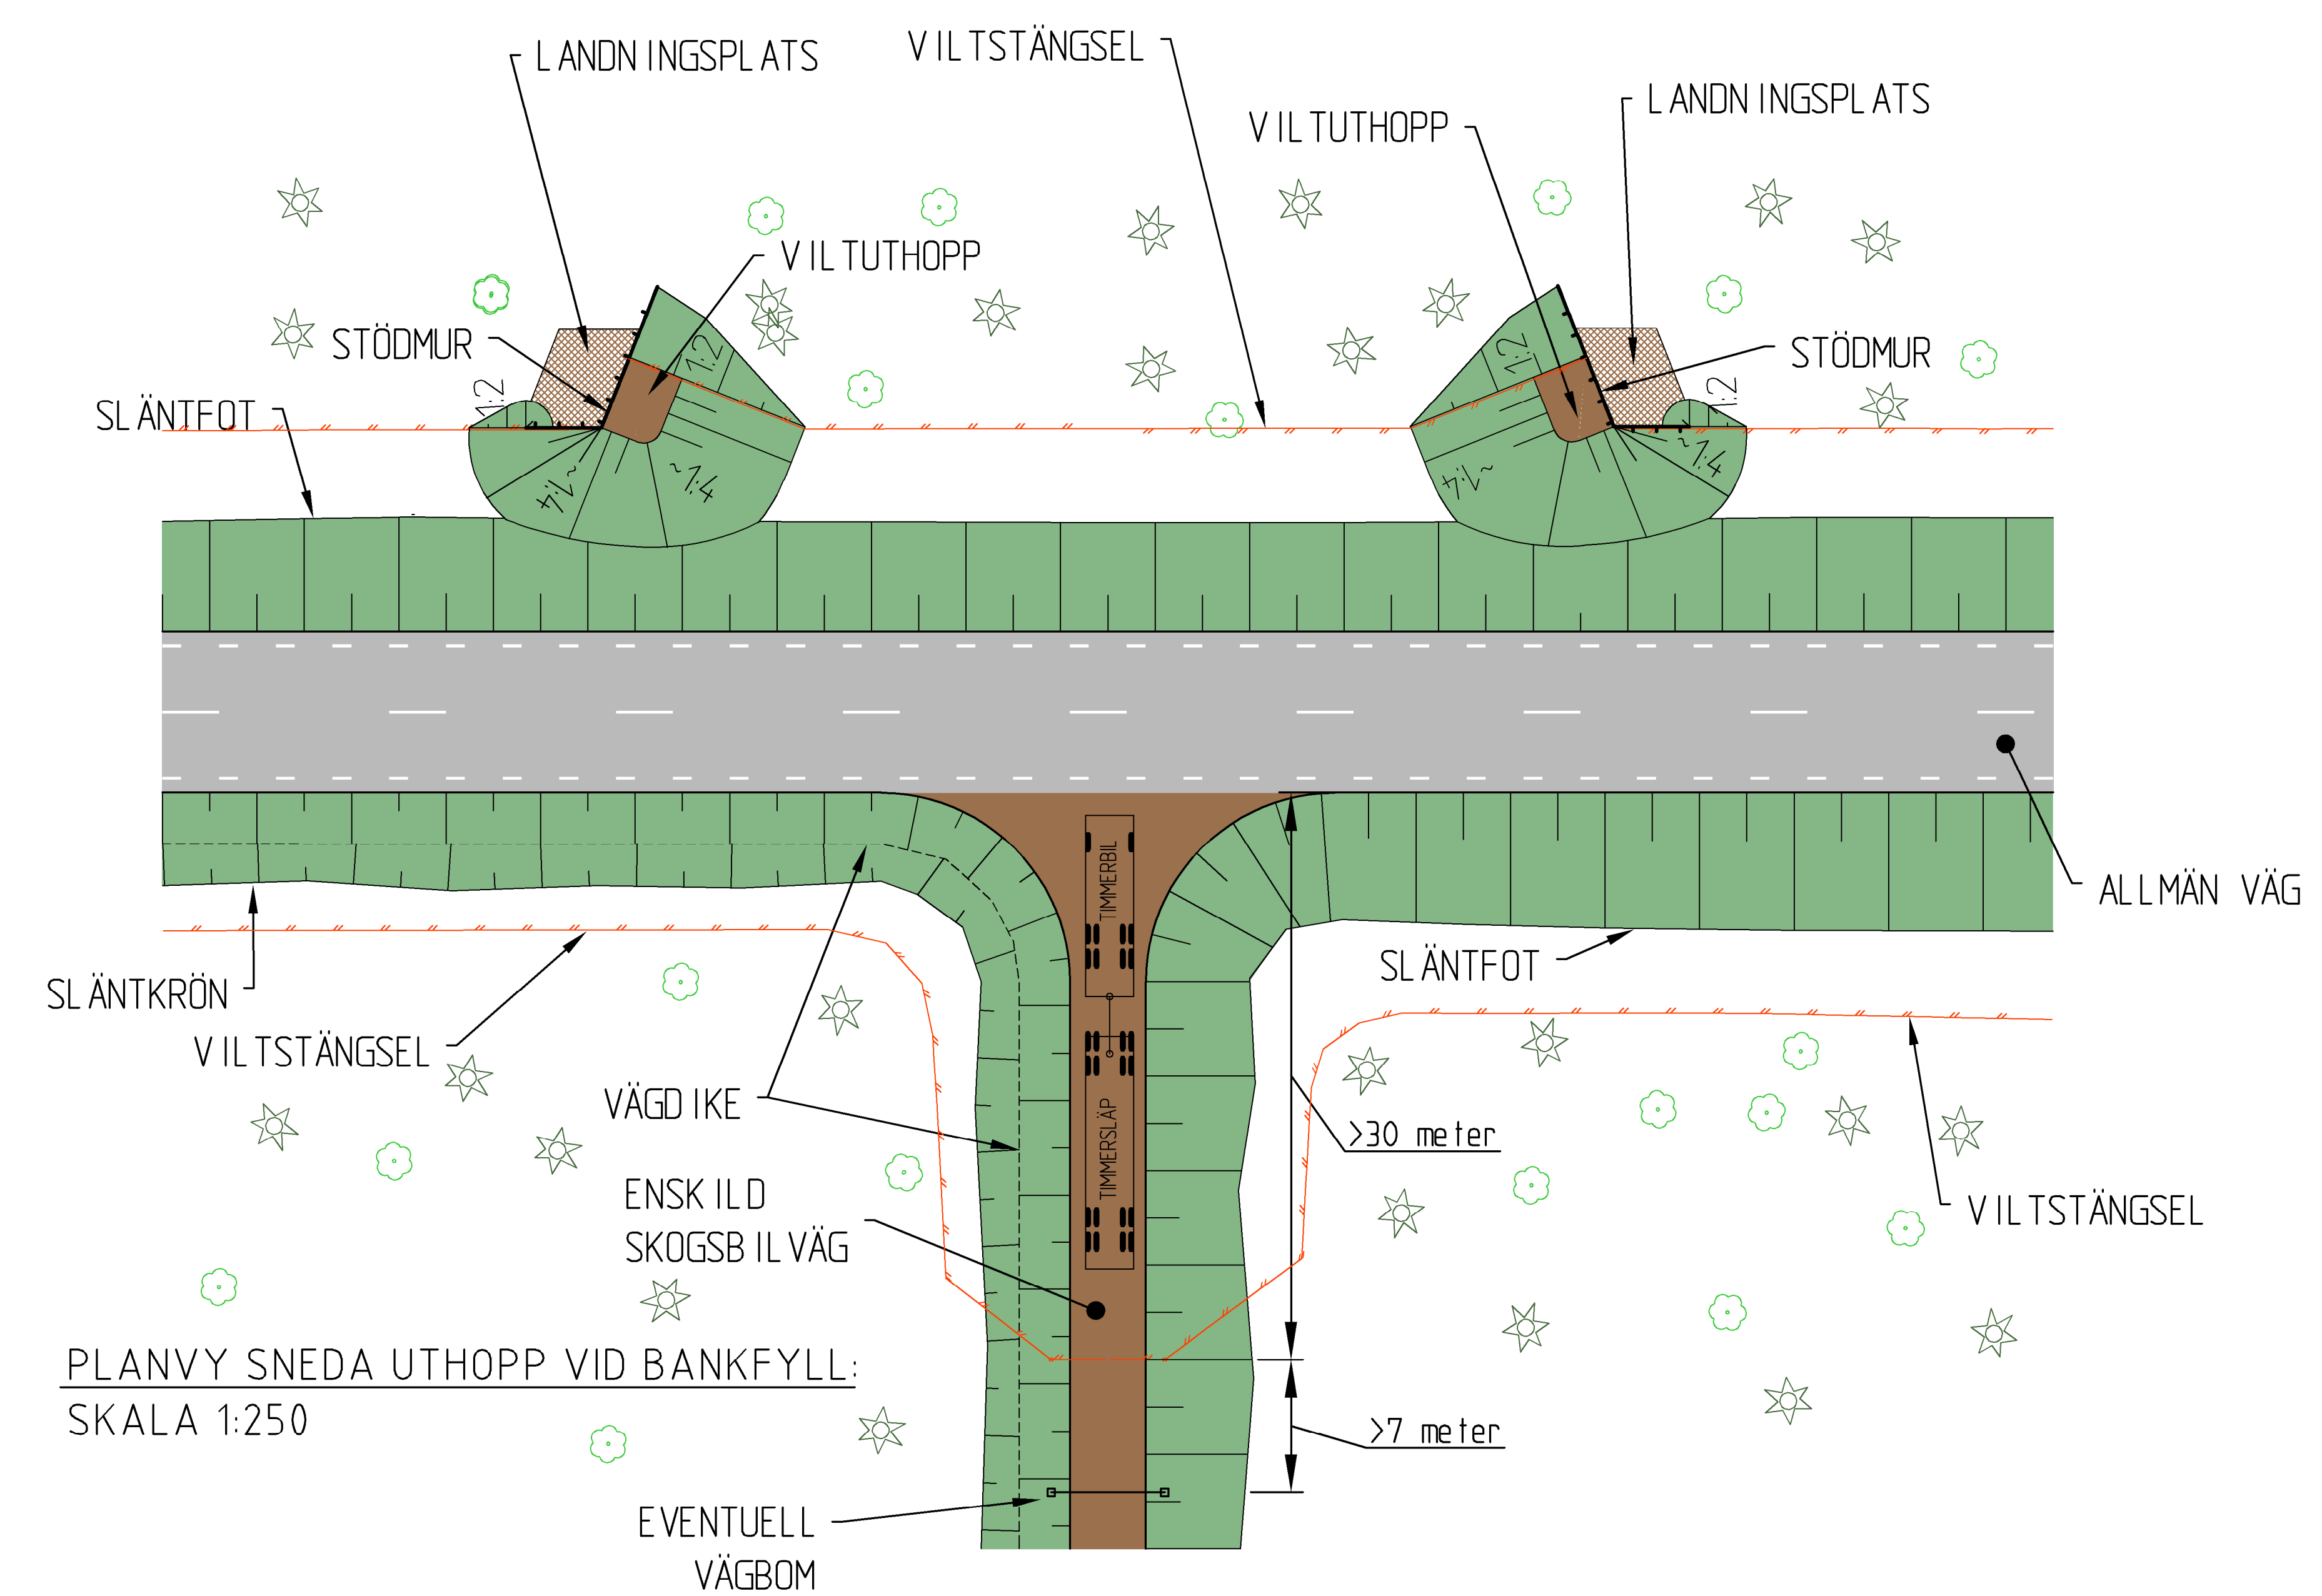 LANDNINGSPLATS
VILTSTÄNGSEL
LANDNINGSPLATS
VILTUTHOPP
VILTUTHOPP
STÖDMUR
STÖDMUR
1:2
1:2
1:2
1:2
SLÄNTFOT
~1:4
~1:4
~1:4
~1:4
TIMMERBIL
ALLMÄN VÄG
SLÄNTFOT
SLÄNTKRÖN
VILTSTÄNGSEL
VÄGDIKE
TIMMERSLÄP
>30 meter
ENSKILD
SKOGSBILVÄG
VILTSTÄNGSEL
PLANVY SNEDA UTHOPP VID BANKFYLL:
SKALA 1:250
>7 meter
EVENTUELL
VÄGBOM